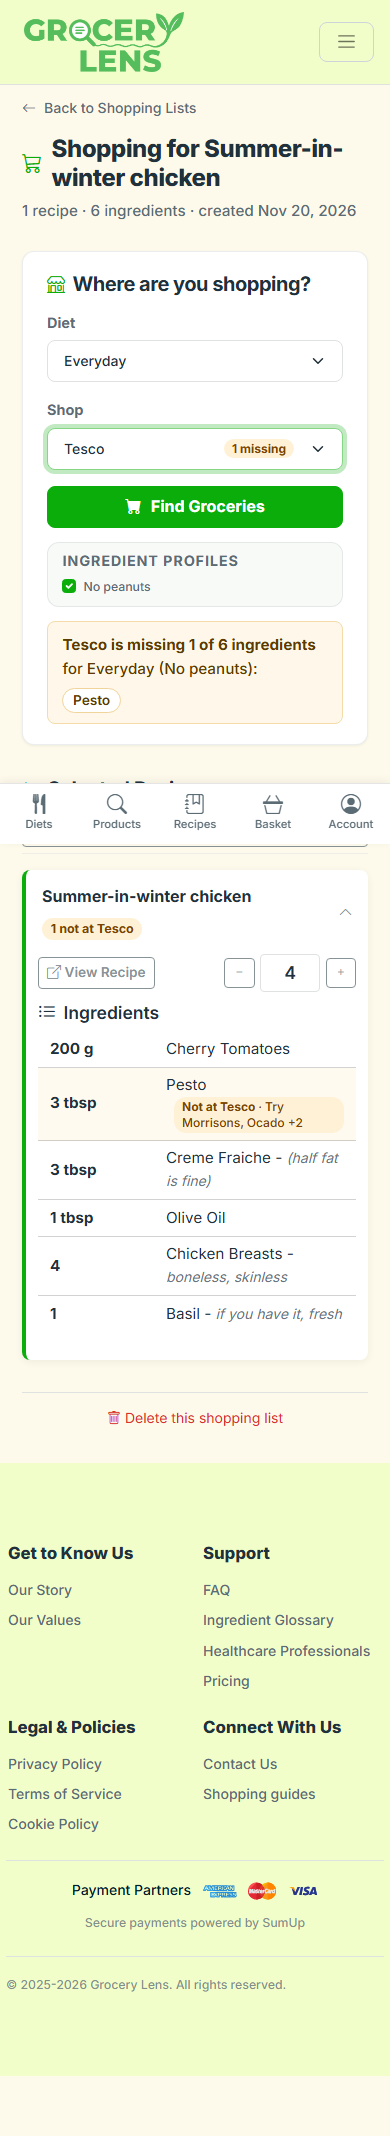 GROCERY
LENS
Back to Shopping Lists
Shopping for Summer-in-
winter chicken
1 recipe · 6 ingredients · created Nov 20, 2026
Where are you shopping?
Diet
Everyday
Shop
Tesco 1 missing
Find Groceries
INGREDIENT PROFILES
No peanuts
Tesco is missing 1 of 6 ingredients
for Everyday (No peanuts):
Pesto
Diets Products Recipes Basket Account
Summer-in-winter chicken
1 not at Tesco
View Recipe − 4 +
Ingredients
200 g Cherry Tomatoes
3 tbsp Pesto
Not at Tesco · Try
Morrisons, Ocado +2
3 tbsp Creme Fraiche - (half fat
is fine)
1 tbsp Olive Oil
4 Chicken Breasts -
boneless, skinless
1 Basil - if you have it, fresh
Delete this shopping list
Get to Know Us
Our Story
Our Values
Support
FAQ
Ingredient Glossary
Healthcare Professionals
Pricing
Legal & Policies
Privacy Policy
Terms of Service
Cookie Policy
Connect With Us
Contact Us
Shopping guides
Payment Partners AMERICAN EXPRESS MasterCard VISA
Secure payments powered by SumUp
© 2025-2026 Grocery Lens. All rights reserved.